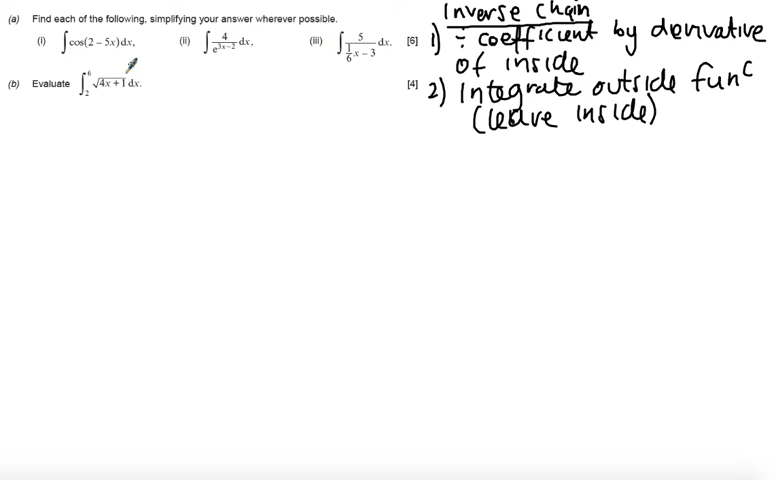 (a) Find each of the following, simplifying your answer wherever possible.
(i) ∫cos(2 – 5x)dx, (ii) ∫4/e^(3x–2) dx, (iii) ∫5/(1/6 x – 3) dx. [6]
(b) Evaluate ∫₂⁶ √(4x + 1) dx. [4]
Inverse Chain
1) ÷ coefficient by derivative
of inside
2) Integrate outside funC
(leave inside)